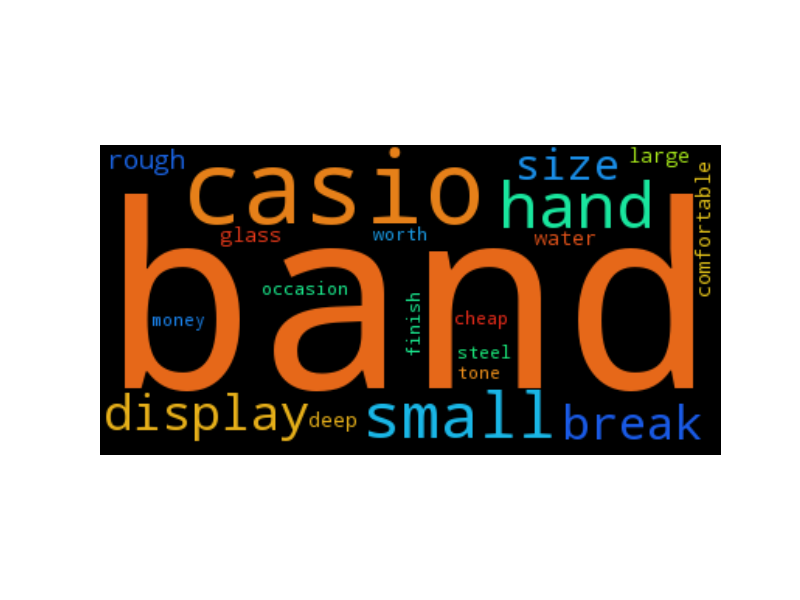 rough
casio
size
large
hand
comfortable
glass
worth
water
band
occasion
money
finish
cheap
steel
tone
display
deep
small
break